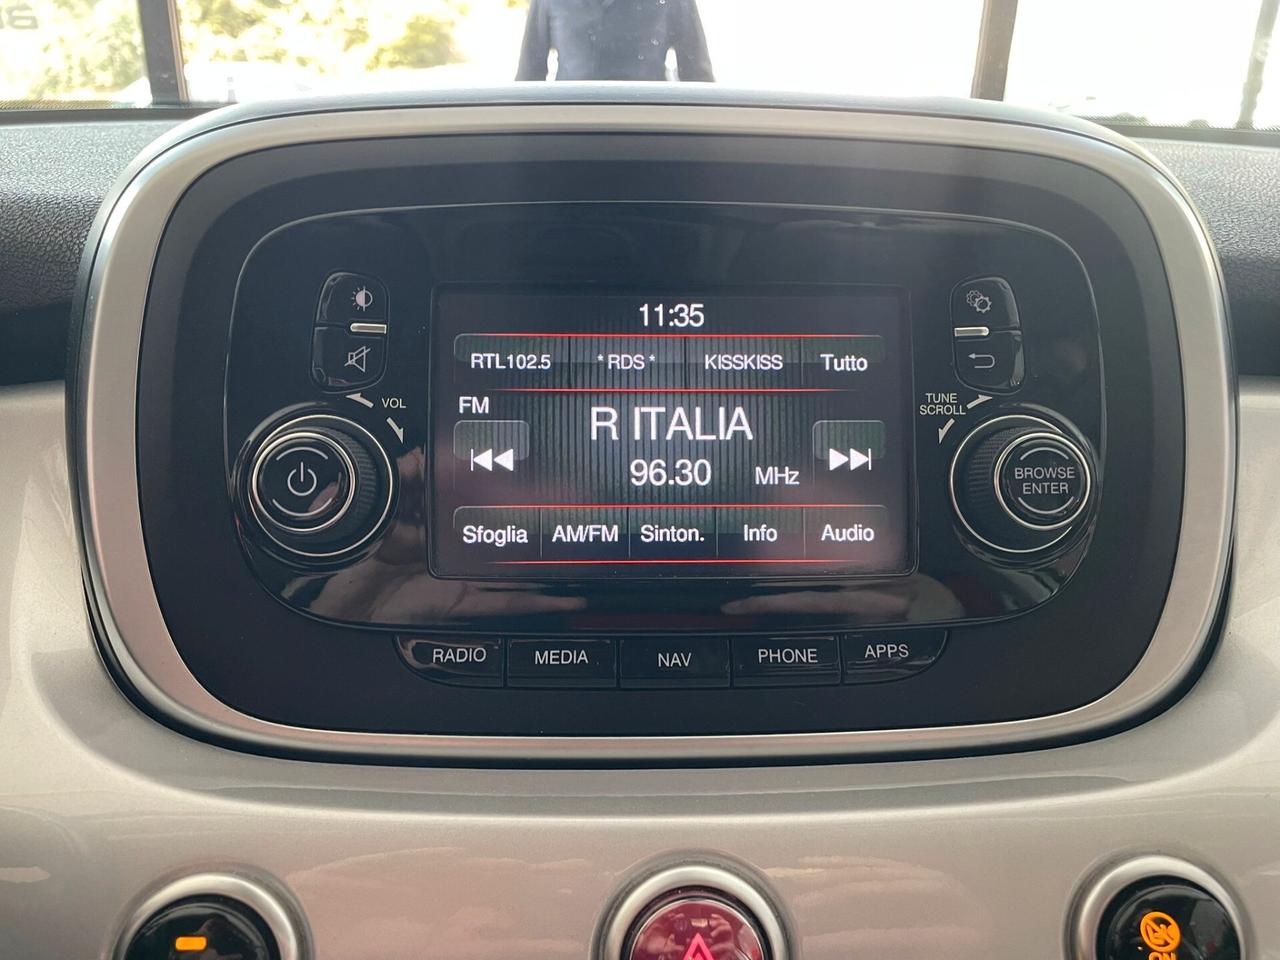 11:35
RTL102.5 *RDS* KISSKISS Tutto
VOL
TUNE
SCROLL
FM
R ITALIA
96.30 MHz
BROWSE
ENTER
Sfoglia AM/FM Sinton. Info Audio
RADIO MEDIA NAV PHONE APPS
ON